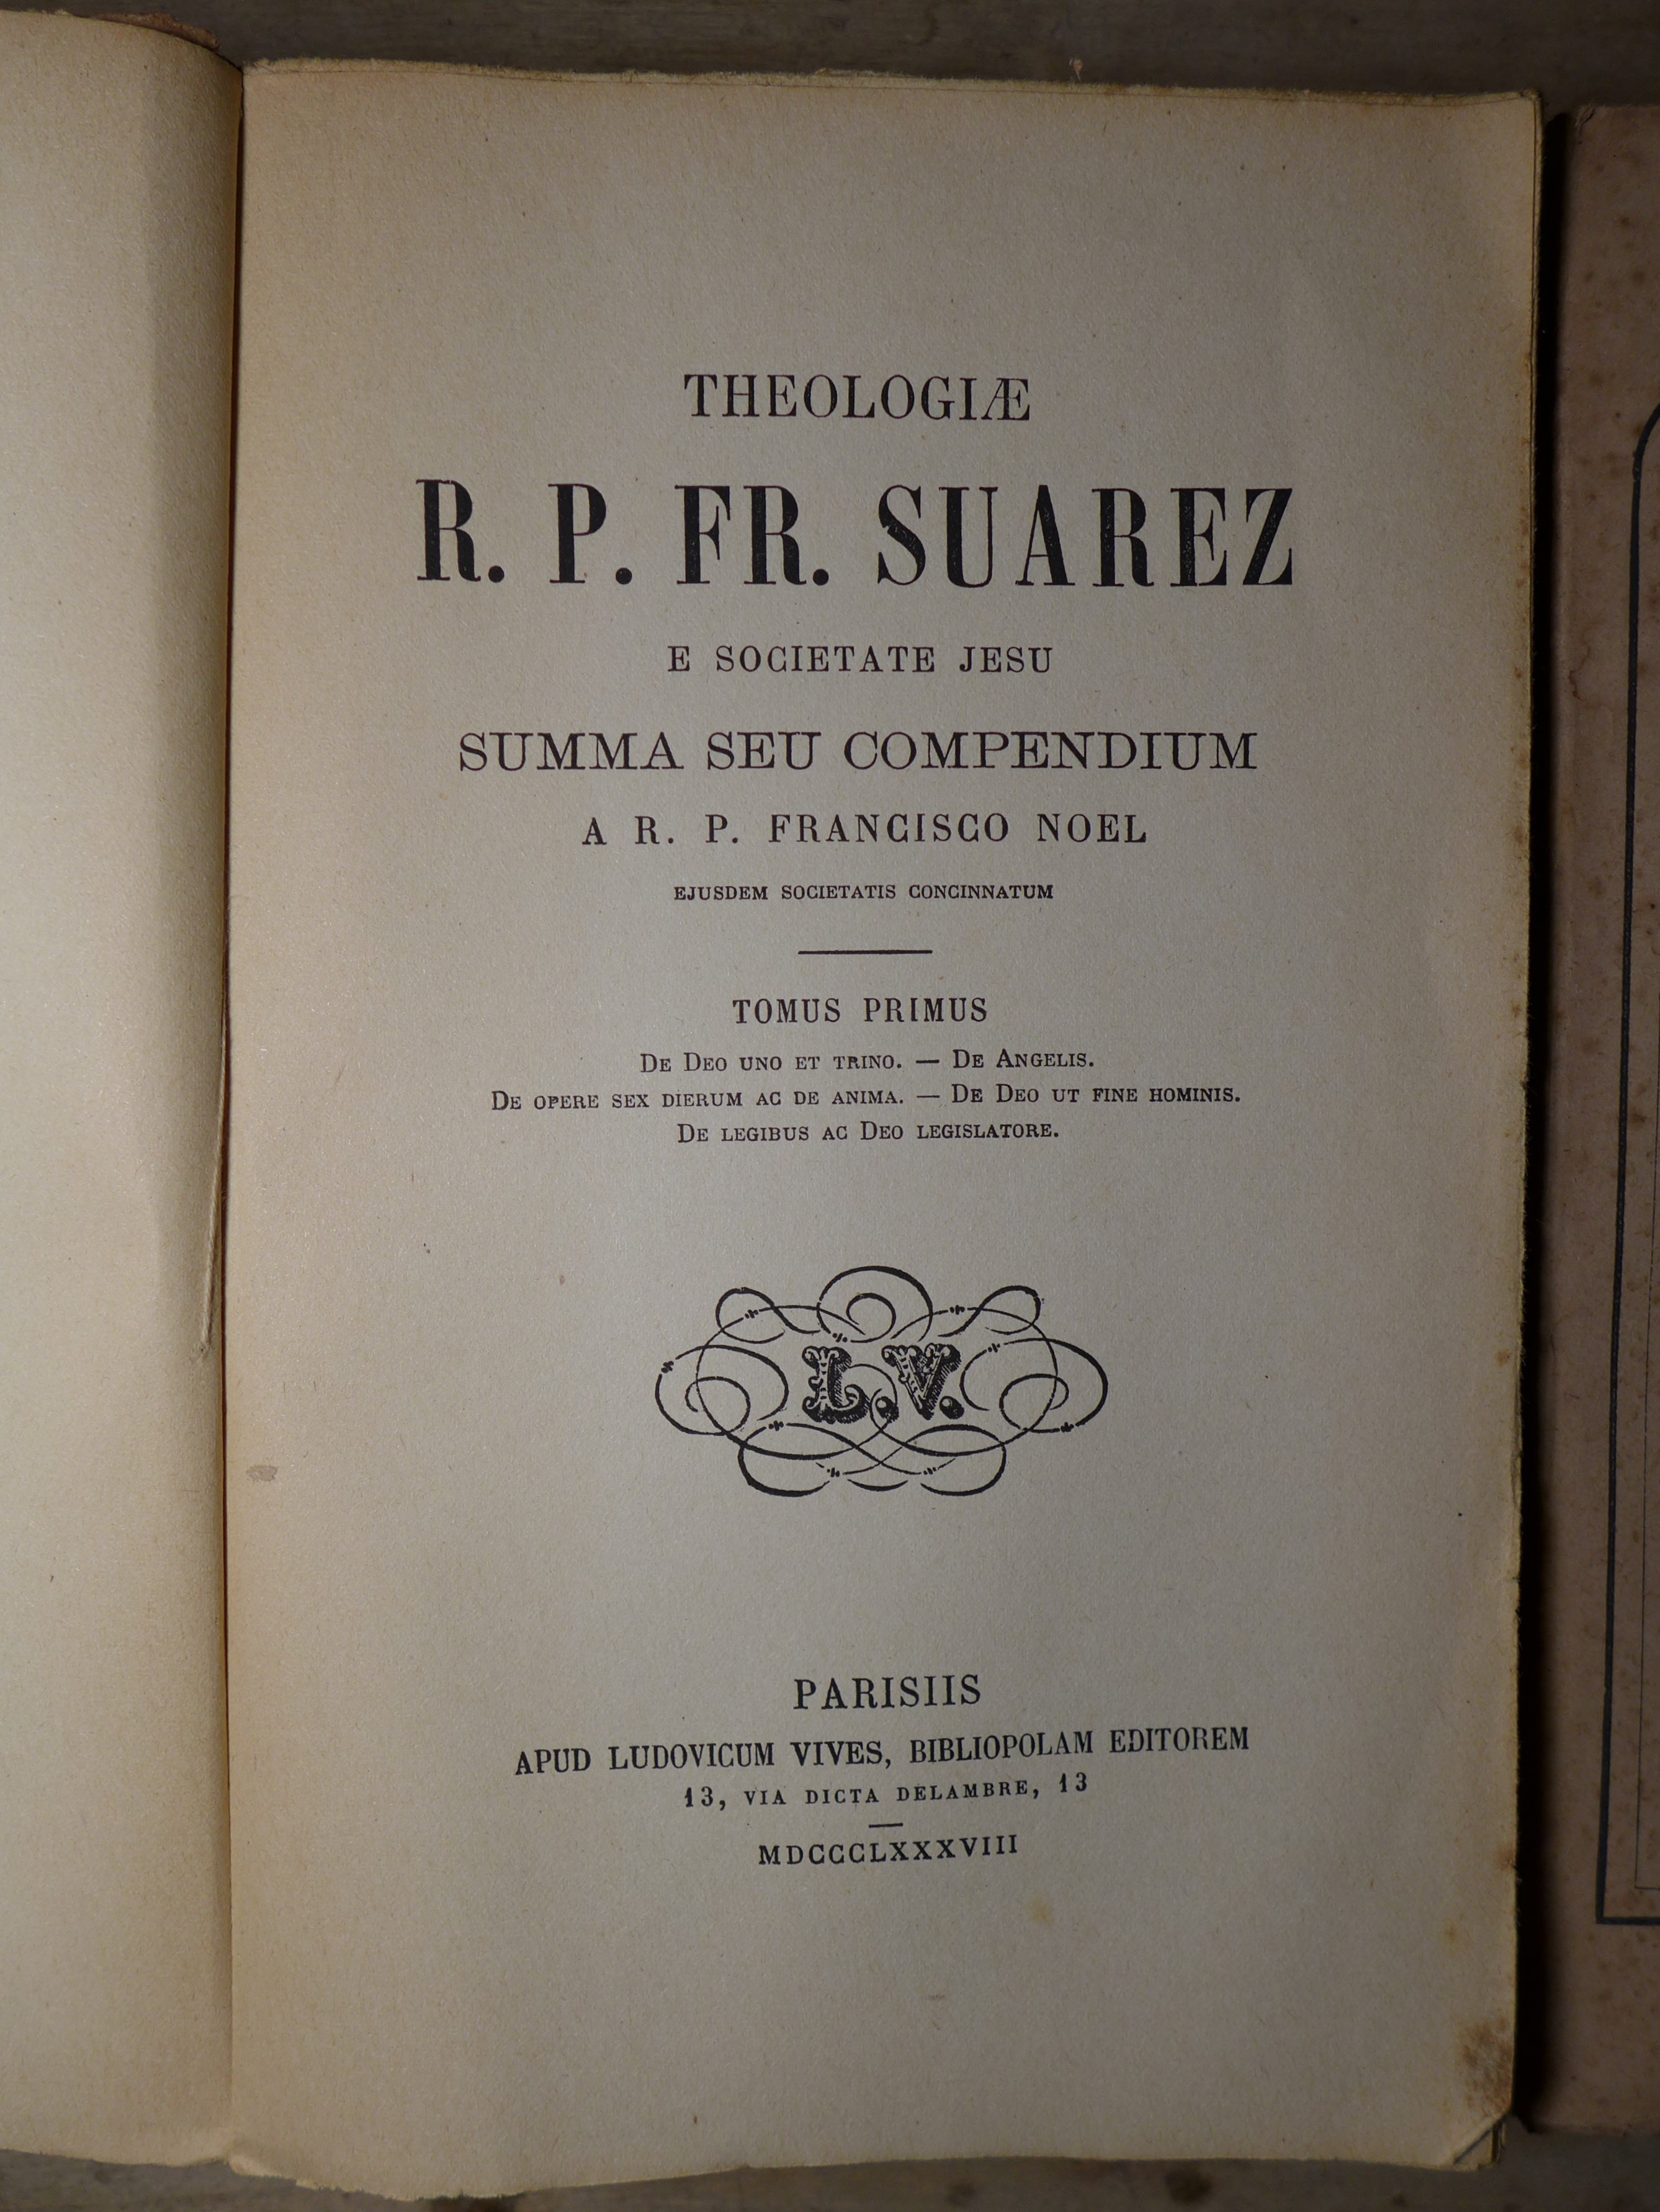 THEOLOGIÆ
R. P. FR. SUAREZ
E SOCIETATE JESU
SUMMA SEU COMPENDIUM
A R. P. FRANCISCO NOEL
EJUSDEM SOCIETATIS CONCINNATUM
TOMUS PRIMUS
DE DEO UNO ET TRINO. — DE ANGELIS.
DE OPERE SEX DIERUM AC DE ANIMA. — DE DEO UT FINE HOMINIS.
DE LEGIBUS AC DEO LEGISLATORE.
L.V.
PARISIIS
APUD LUDOVICUM VIVES, BIBLIOPOLAM EDITOREM
13, VIA DICTA DELAMBRE, 13
MDCCCLXXXVIII